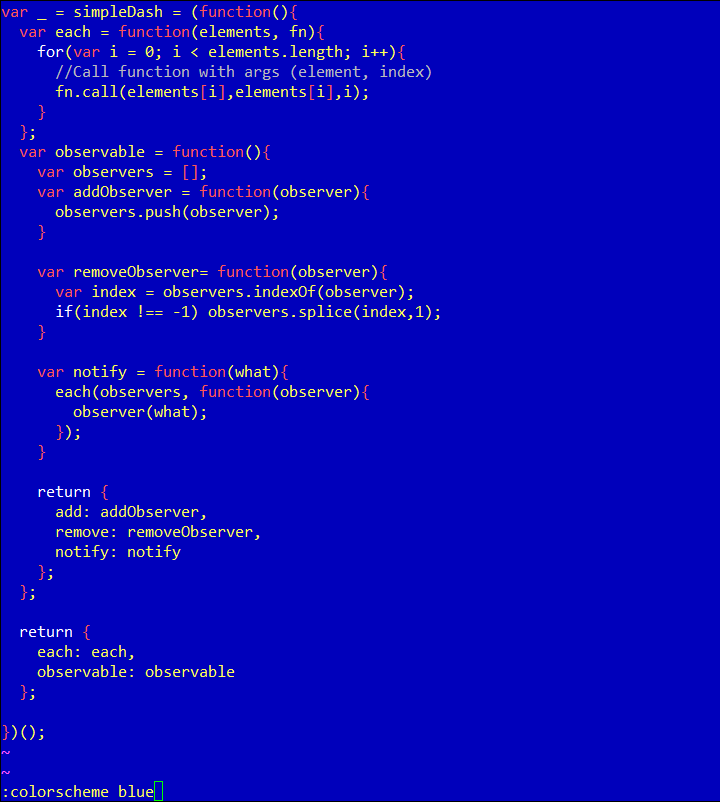 var _ = simpleDash = (function(){
  var each = function(elements, fn){
    for(var i = 0; i < elements.length; i++){
      //Call function with args (element, index)
      fn.call(elements[i],elements[i],i);
    }
  };
  var observable = function(){
    var observers = [];
    var addObserver = function(observer){
      observers.push(observer);
    }

    var removeObserver= function(observer){
      var index = observers.indexOf(observer);
      if(index !== -1) observers.splice(index,1);
    }

    var notify = function(what){
      each(observers, function(observer){
        observer(what);
      });
    }

    return {
      add: addObserver,
      remove: removeObserver,
      notify: notify
    };
  };

  return {
    each: each,
    observable: observable
  };

})();
~
~
:colorscheme blue